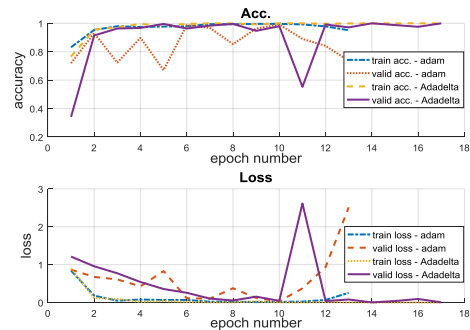 Acc.
1
0.8
0.6
0.4
0.2
accuracy
train acc. - adam
valid acc. - adam
train acc. - Adadelta
valid acc. - Adadelta
0 2 4 6 8 10 12 14 16 18
epoch number
Loss
3
2
1
0
loss
train loss - adam
valid loss - adam
train loss - Adadelta
valid loss - Adadelta
0 2 4 6 8 10 12 14 16 18
epoch number